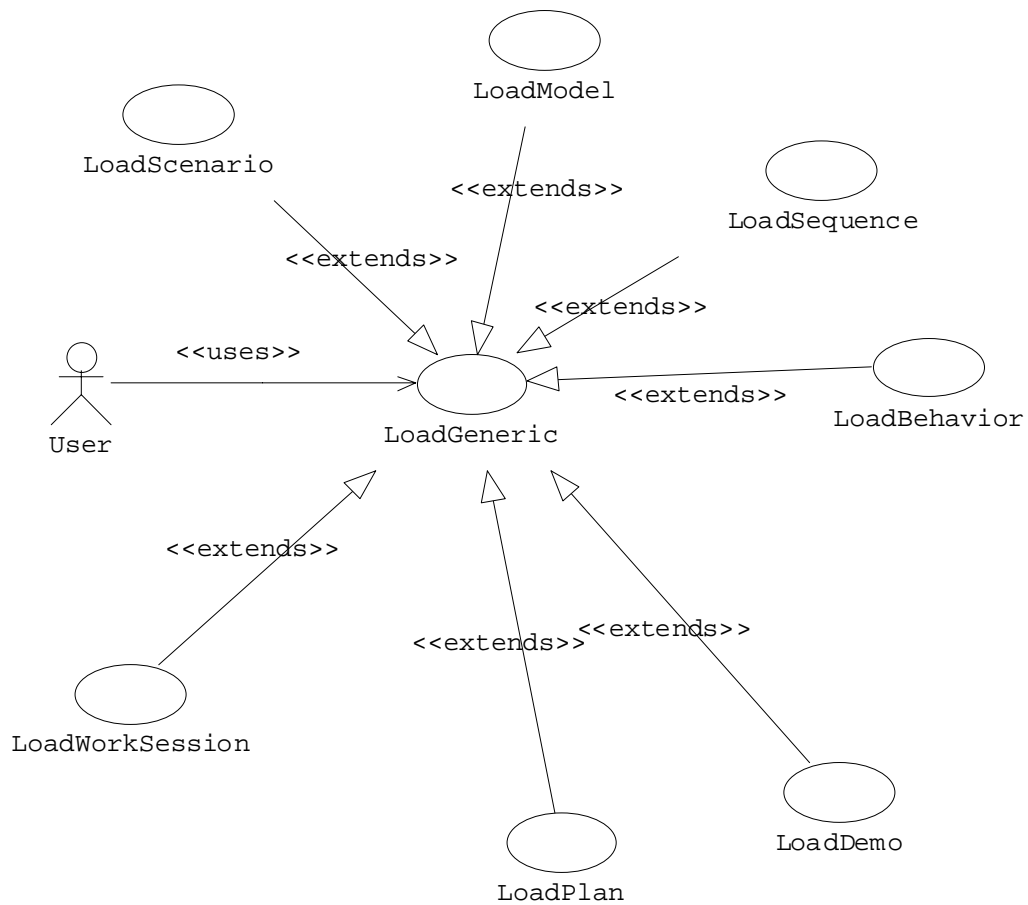 LoadModel
LoadScenario
<<extends>>
LoadSequence
<<extends>>
<<extends>>
<<uses>>
<<extends>>
LoadBehavior
LoadGeneric
User
<<extends>>
<<extends>>
<<extends>>
LoadWorkSession
LoadDemo
LoadPlan